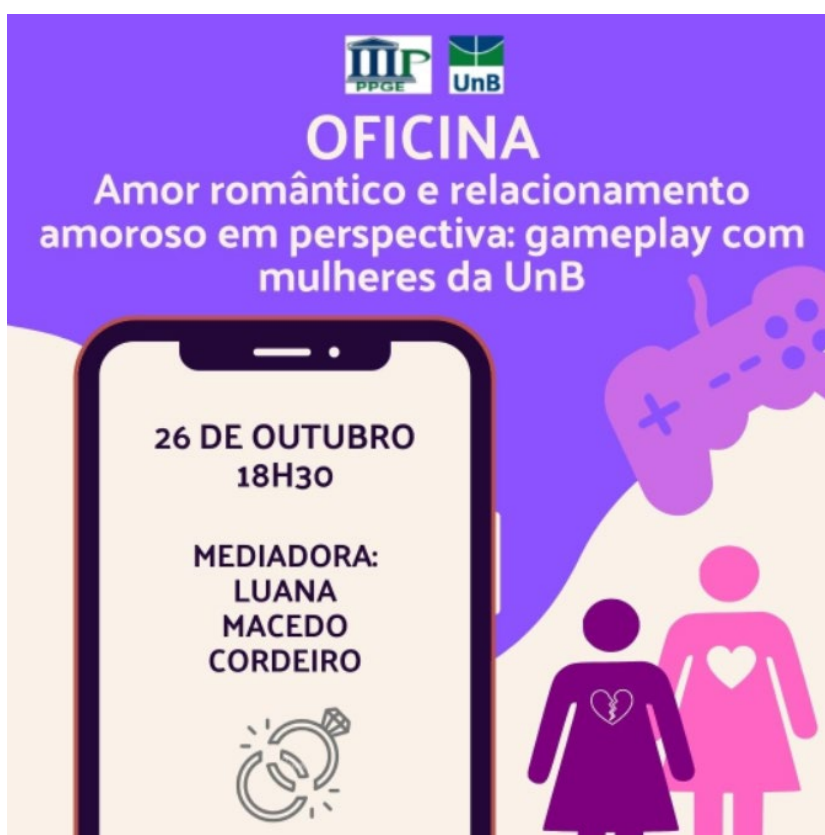 PPGE
UnB
OFICINA
Amor romântico e relacionamento
amoroso em perspectiva: gameplay com
mulheres da UnB
26 DE OUTUBRO
18H30
MEDIADORA:
LUANA
MACEDO
CORDEIRO